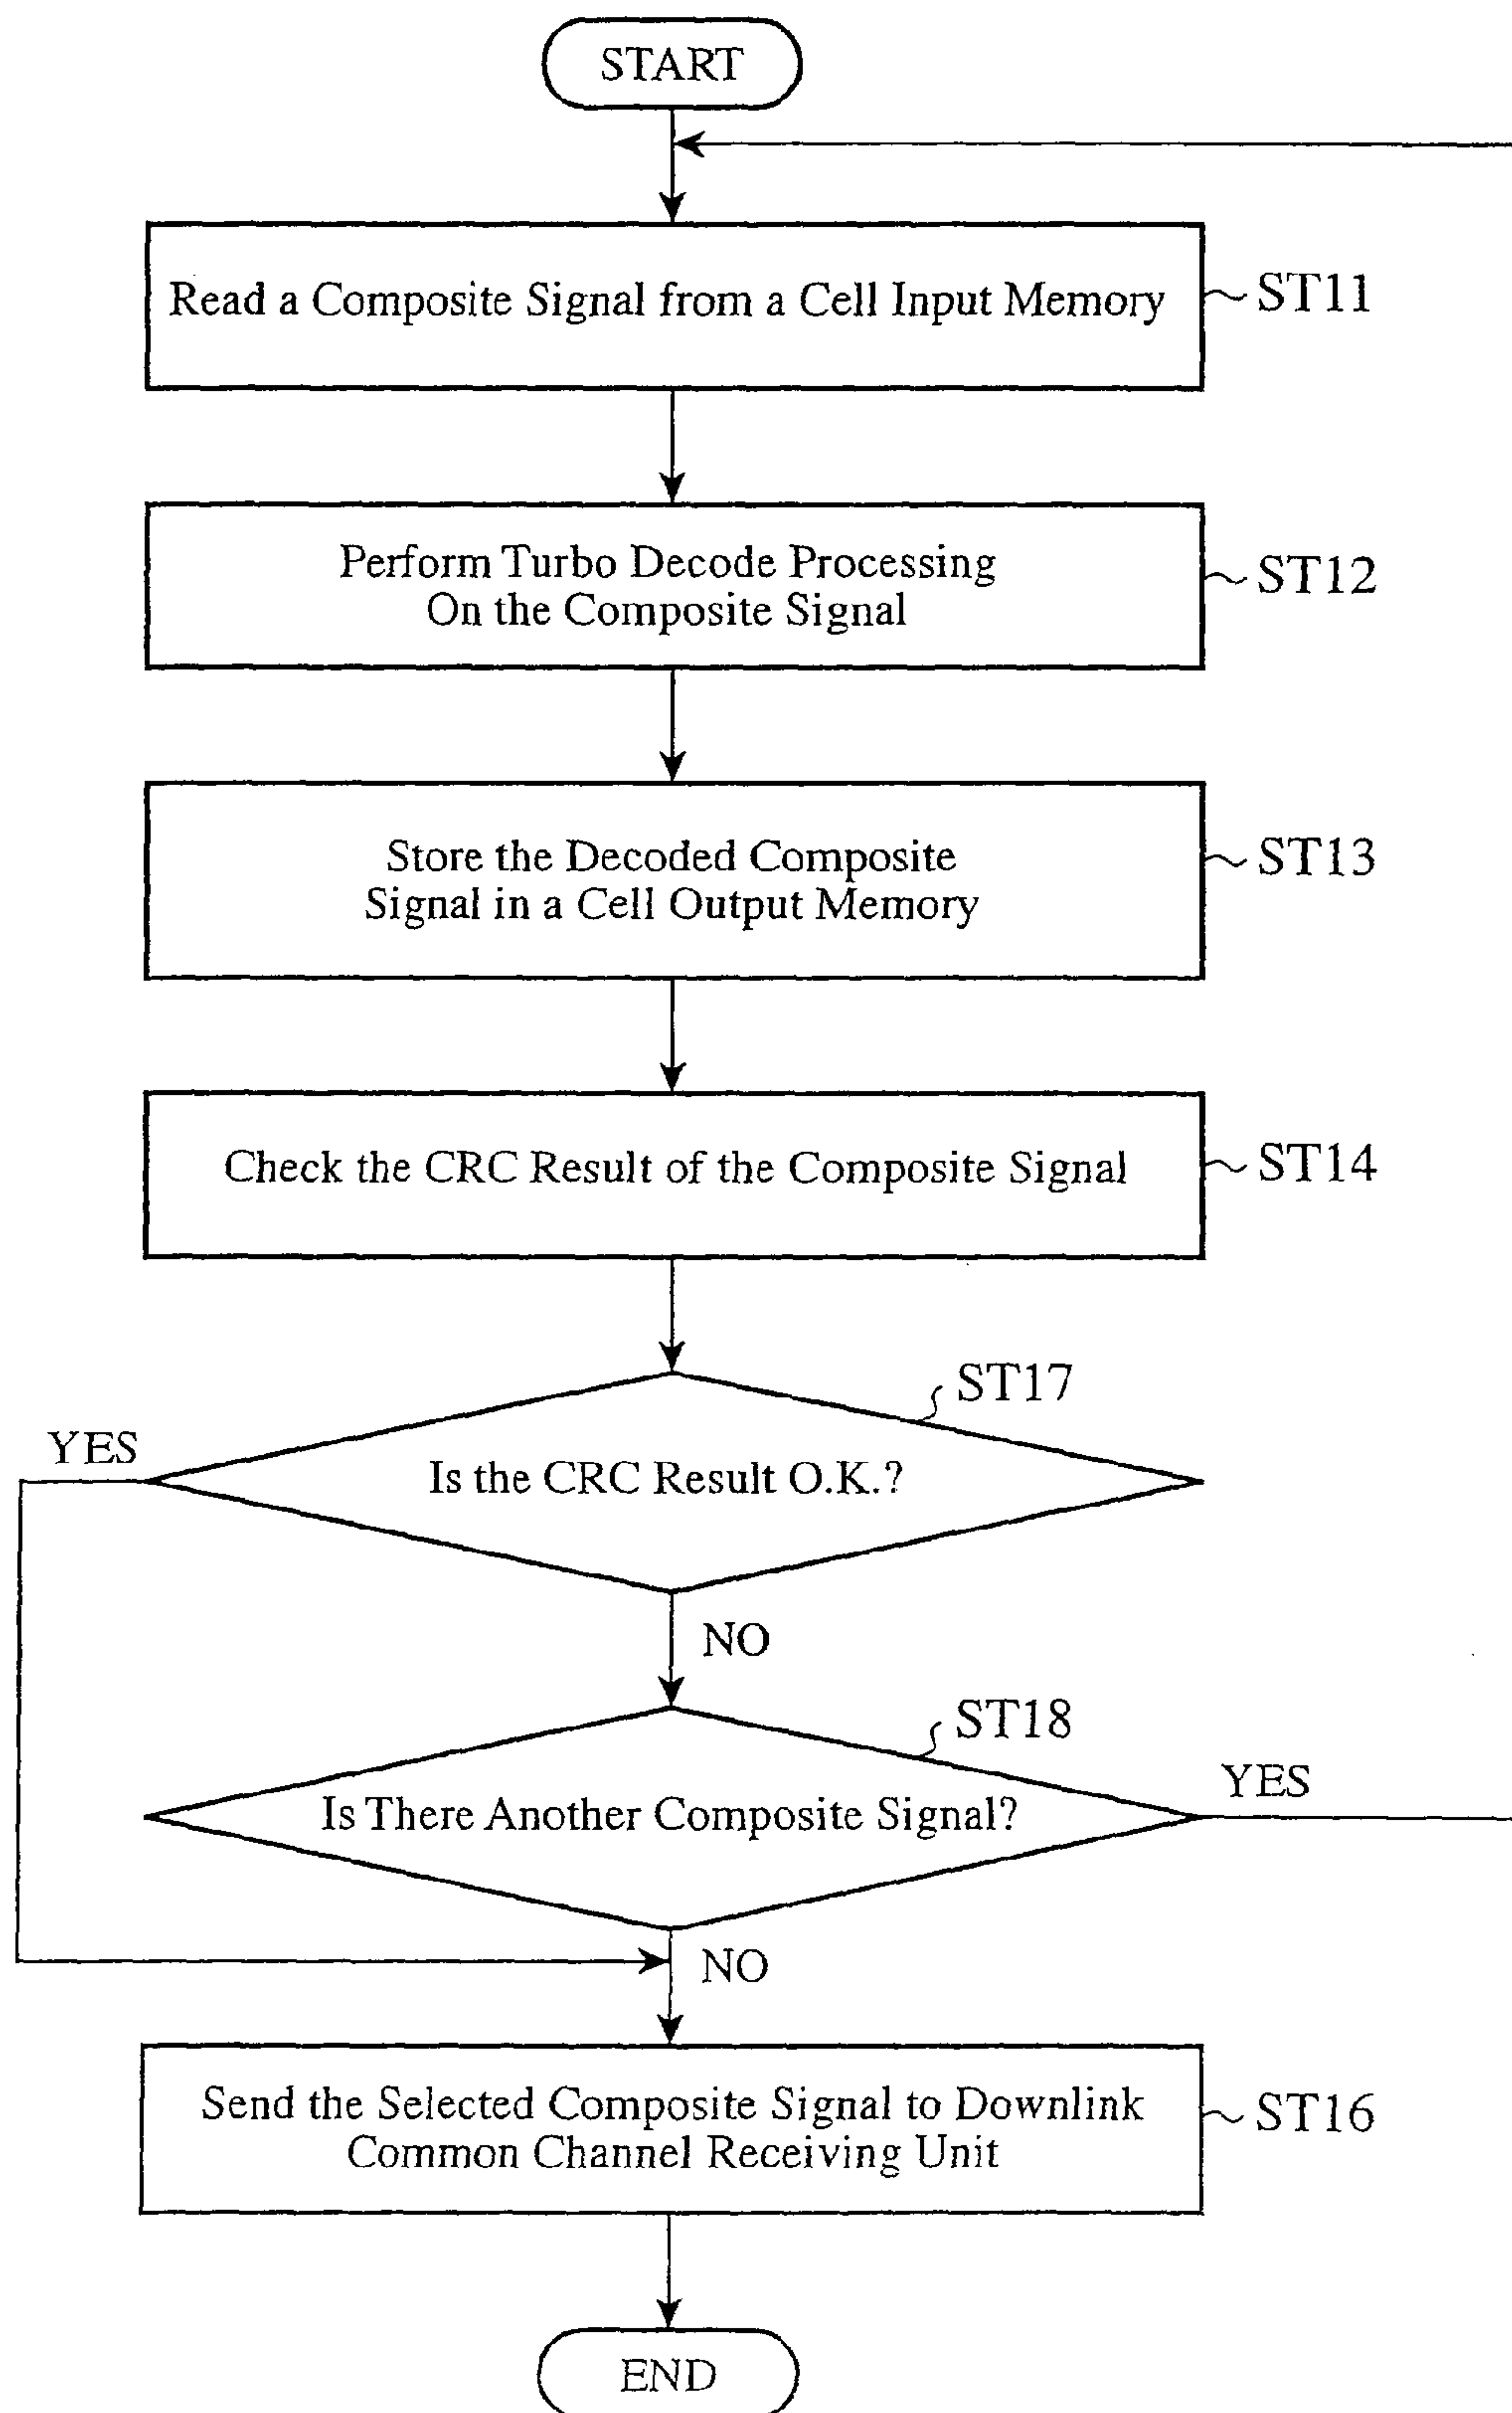 START
Read a Composite Signal from a Cell Input Memory
ST11
Perform Turbo Decode Processing
On the Composite Signal
ST12
Store the Decoded Composite
Signal in a Cell Output Memory
ST13
Check the CRC Result of the Composite Signal
ST14
ST17
YES
Is the CRC Result O.K.?
NO
ST18
YES
Is There Another Composite Signal?
NO
Send the Selected Composite Signal to Downlink
Common Channel Receiving Unit
ST16
END